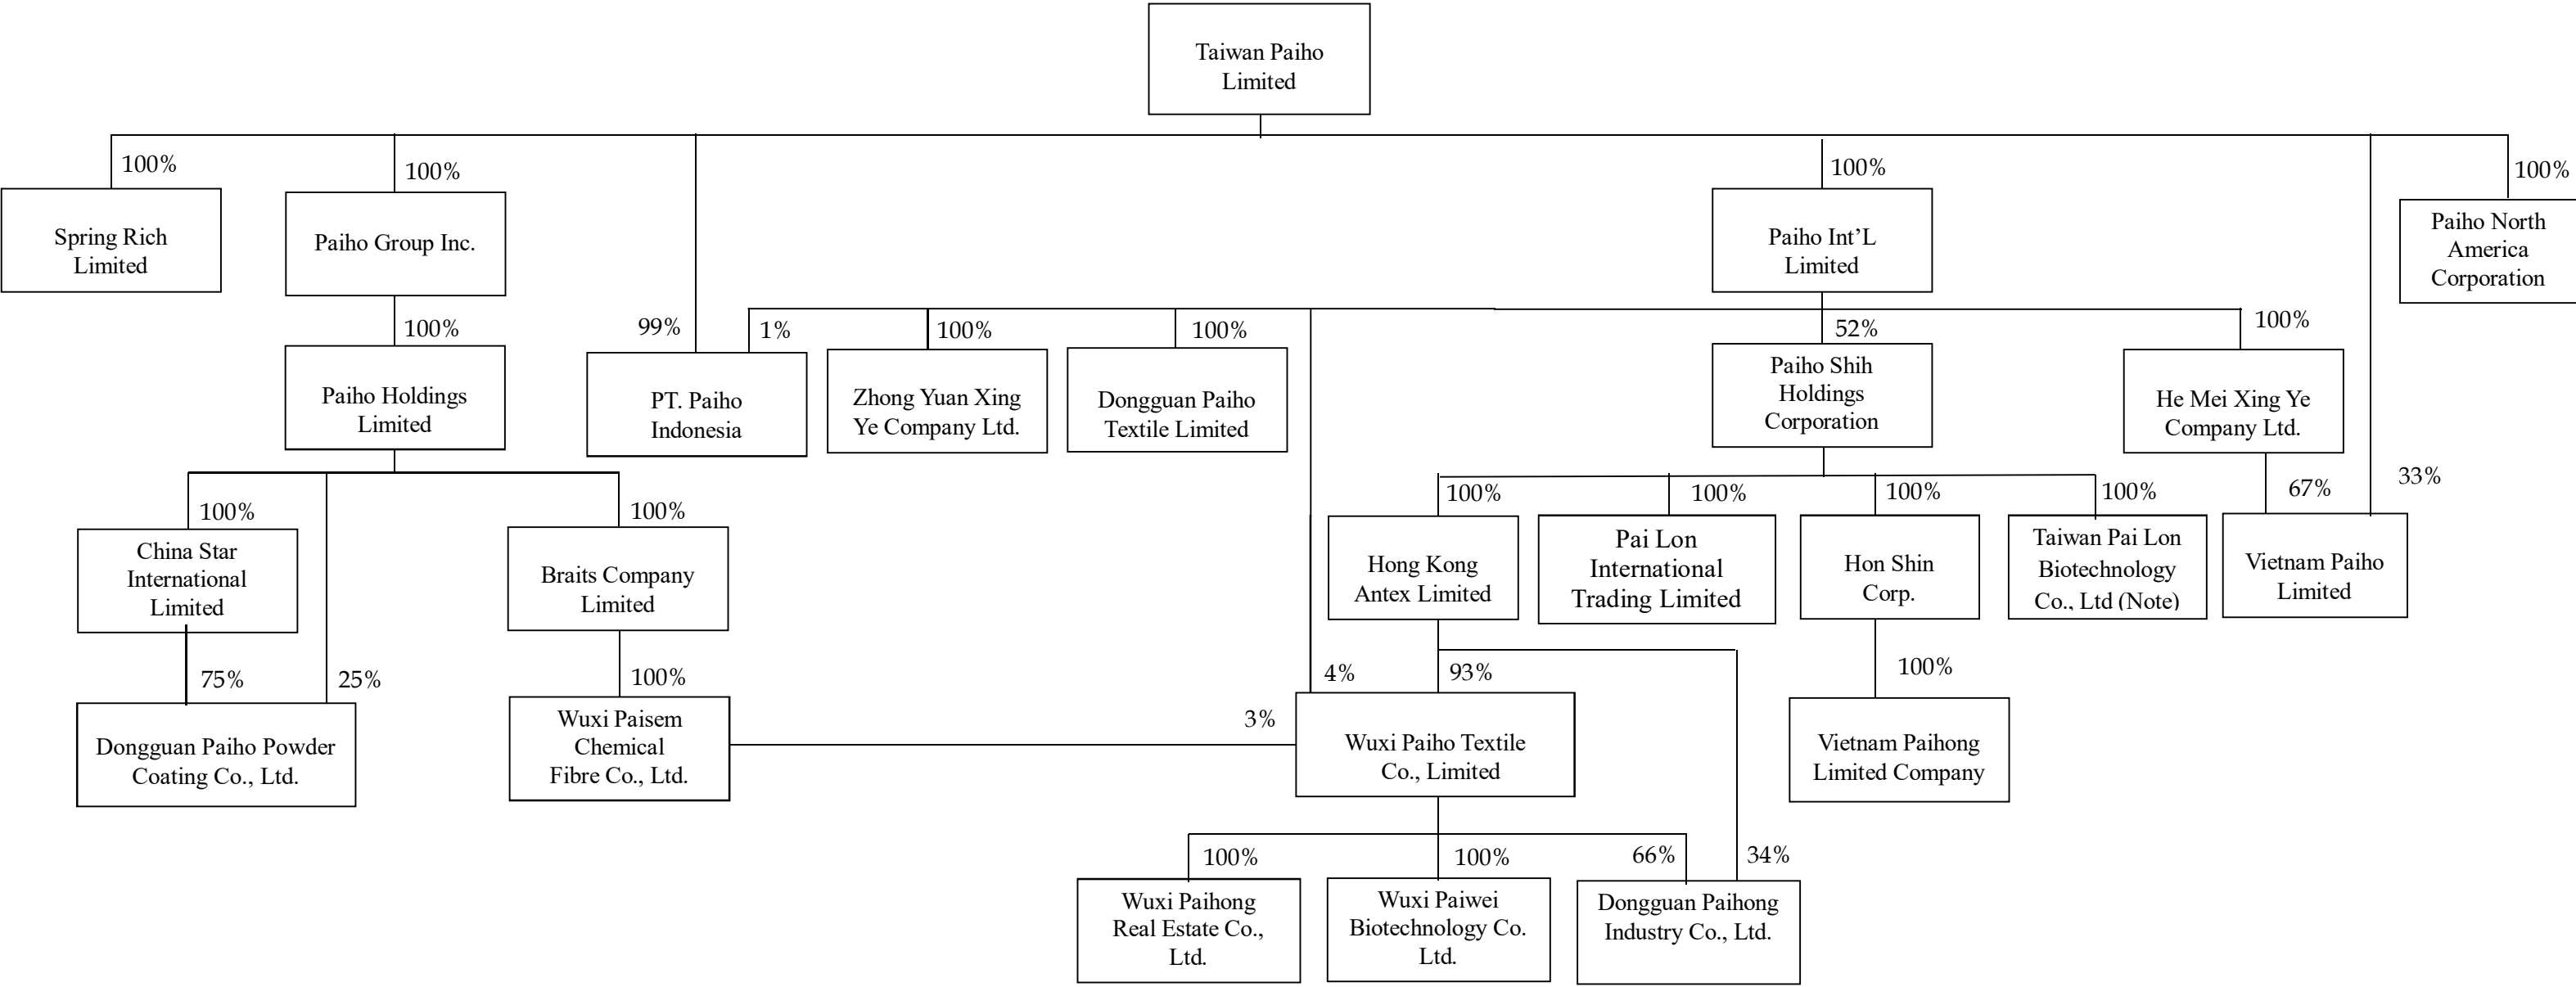 Taiwan Paiho
Limited
100%
100%
100%
100%
Spring Rich
Limited
Paiho Group Inc.
Paiho Int’L
Limited
Paiho North
America
Corporation
100%
99%
1%
100%
100%
52%
100%
Paiho Holdings
Limited
PT. Paiho
Indonesia
Zhong Yuan Xing
Ye Company Ltd.
Dongguan Paiho
Textile Limited
Paiho Shih
Holdings
Corporation
He Mei Xing Ye
Company Ltd.
100%
100%
100%
100%
100%
100%
67%
33%
China Star
International
Limited
Braits Company
Limited
Hong Kong
Antex Limited
Pai Lon
International
Trading Limited
Hon Shin
Corp.
Taiwan Pai Lon
Biotechnology
Co., Ltd (Note)
Vietnam Paiho
Limited
75%
25%
100%
4%
93%
100%
3%
Dongguan Paiho Powder
Coating Co., Ltd.
Wuxi Paisem
Chemical
Fibre Co., Ltd.
Wuxi Paiho Textile
Co., Limited
Vietnam Paihong
Limited Company
100%
100%
66%
34%
Wuxi Paihong
Real Estate Co.,
Ltd.
Wuxi Paiwei
Biotechnology Co.
Ltd.
Dongguan Paihong
Industry Co., Ltd.